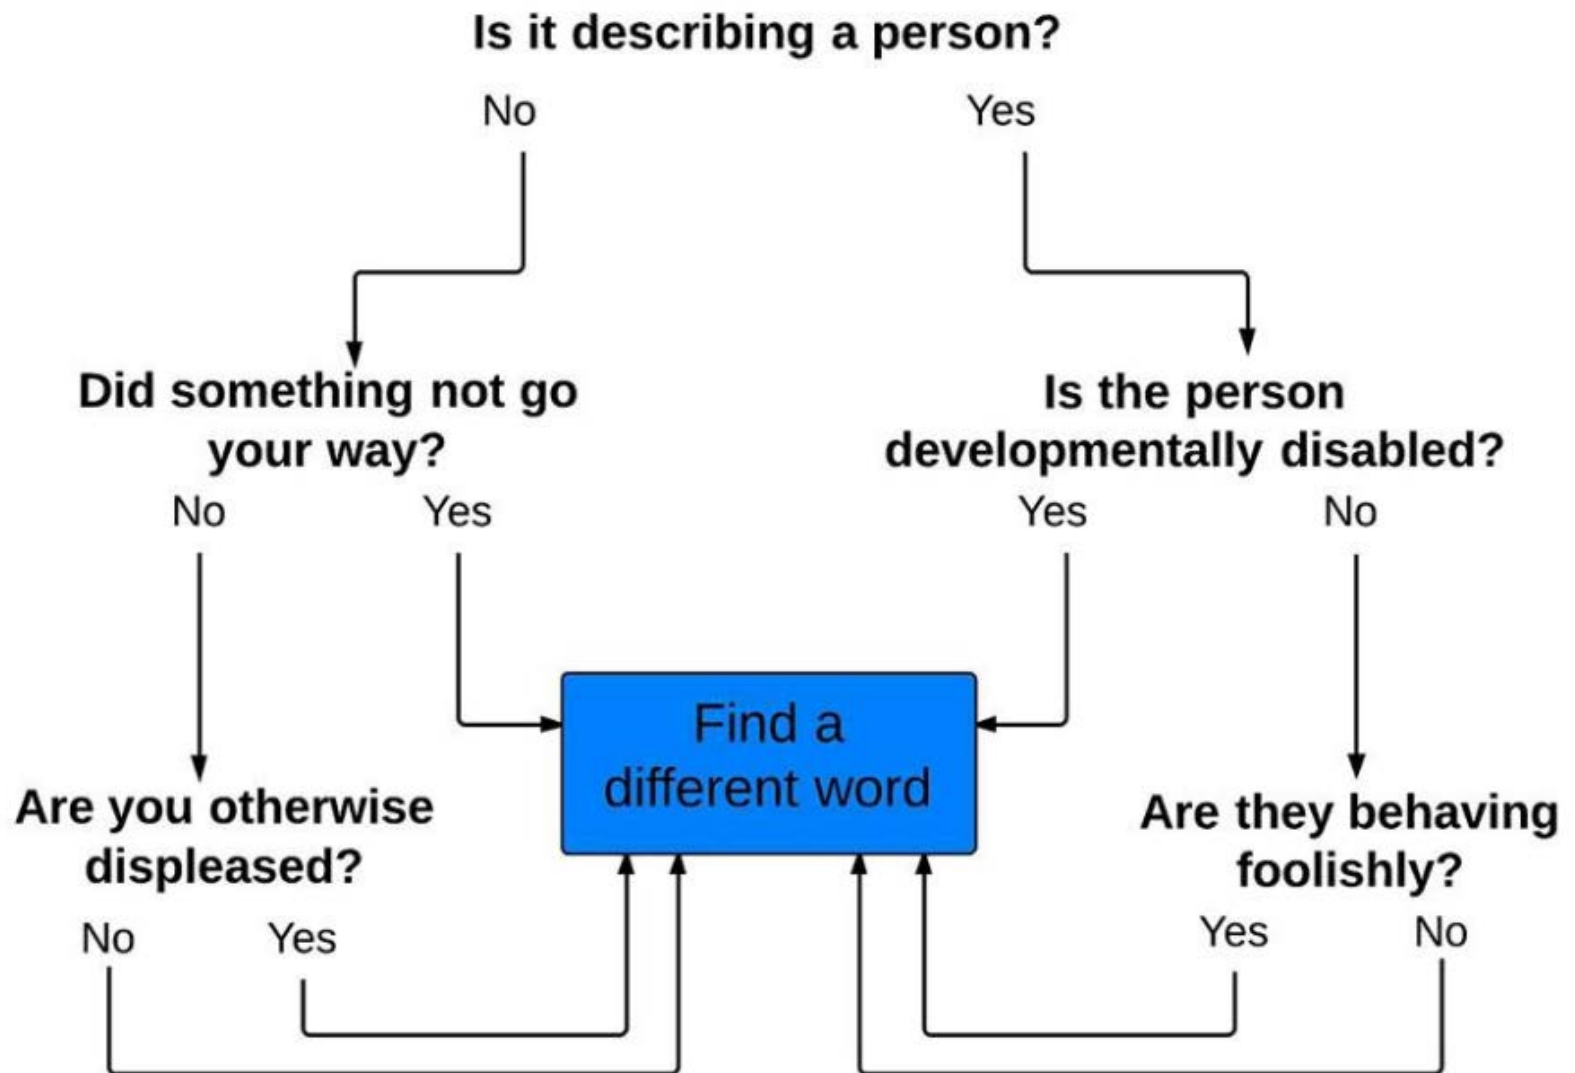 Is it describing a person?
No
Yes
Did something not go
your way?
No
Yes
Is the person
developmentally disabled?
Yes
No
Find a
different word
Are you otherwise
displeased?
No
Yes
Are they behaving
foolishly?
Yes
No